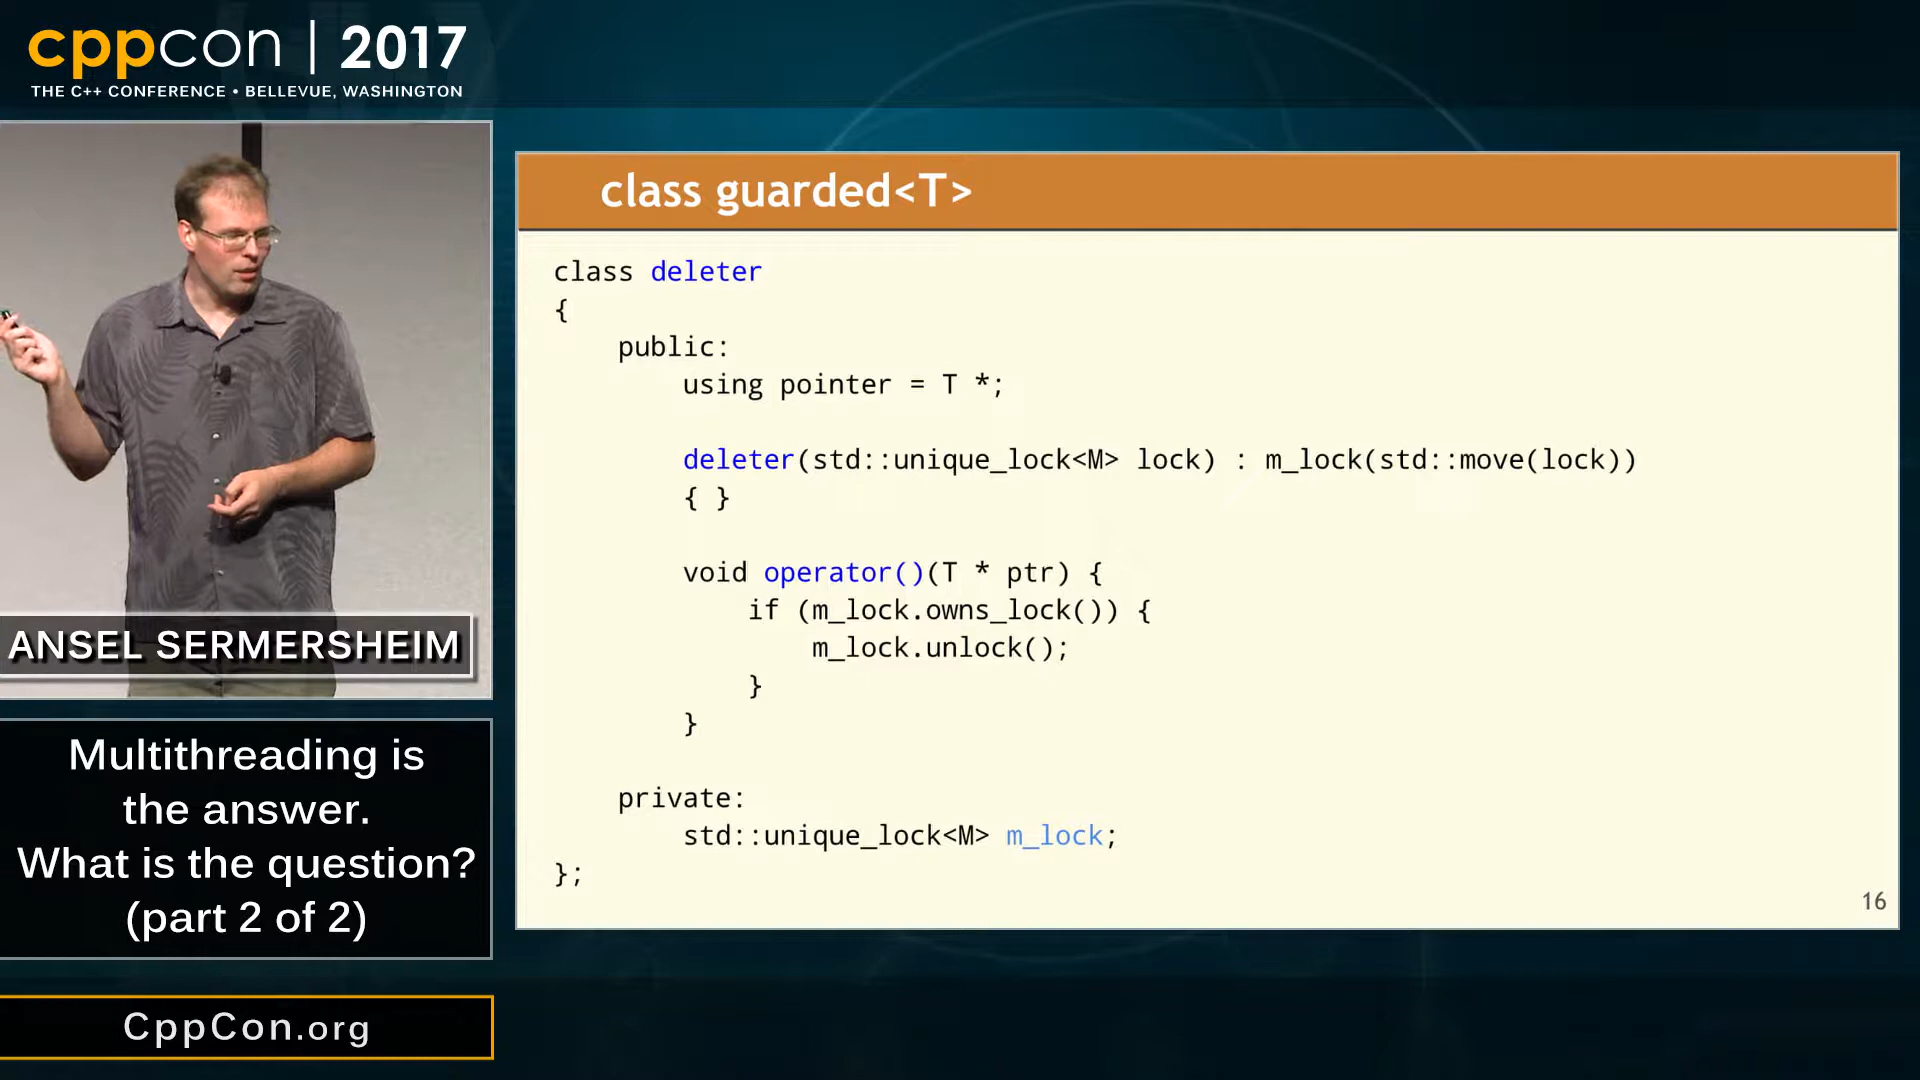 cppcon | 2017
THE C++ CONFERENCE • BELLEVUE, WASHINGTON
ANSEL SERMERSHEIM
Multithreading is
the answer.
What is the question?
(part 2 of 2)
CppCon.org
class guarded<T>
class deleter
{
    public:
        using pointer = T *;
        deleter(std::unique_lock<M> lock) : m_lock(std::move(lock))
        { }
        void operator()(T * ptr) {
            if (m_lock.owns_lock()) {
                m_lock.unlock();
            }
        }
    private:
        std::unique_lock<M> m_lock;
};
16